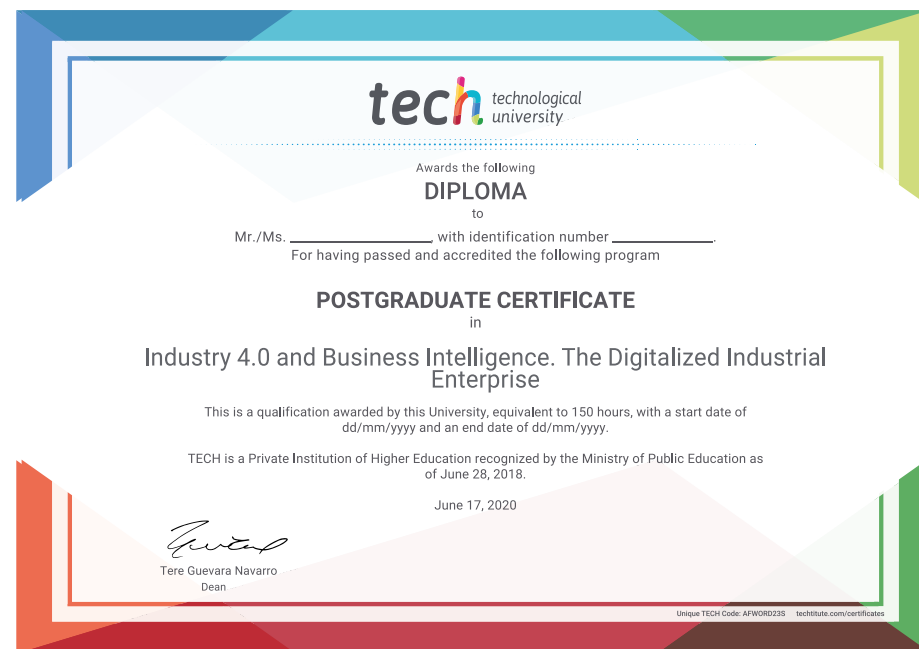 tech technological
university
Awards the following
DIPLOMA
to
Mr./Ms. ____________________, with identification number ______________.
For having passed and accredited the following program
POSTGRADUATE CERTIFICATE
in
Industry 4.0 and Business Intelligence. The Digitalized Industrial
Enterprise
This is a qualification awarded by this University, equivalent to 150 hours, with a start date of
dd/mm/yyyy and an end date of dd/mm/yyyy.
TECH is a Private Institution of Higher Education recognized by the Ministry of Public Education as
of June 28, 2018.
June 17, 2020
Tere Guevara Navarro
Dean
Unique TECH Code: AFWORD23S techtitute.com/certificates